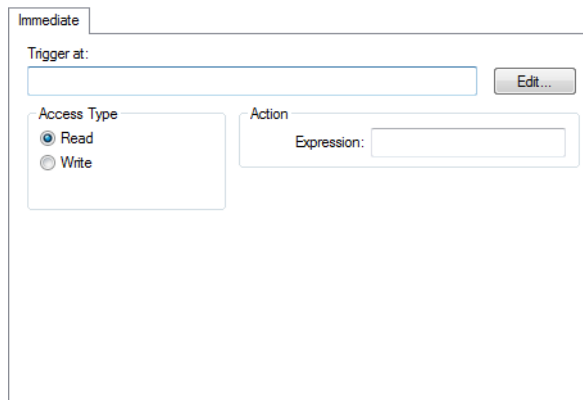 Immediate
Trigger at:
Edit...
Access Type
Read
Write
Action
Expression: